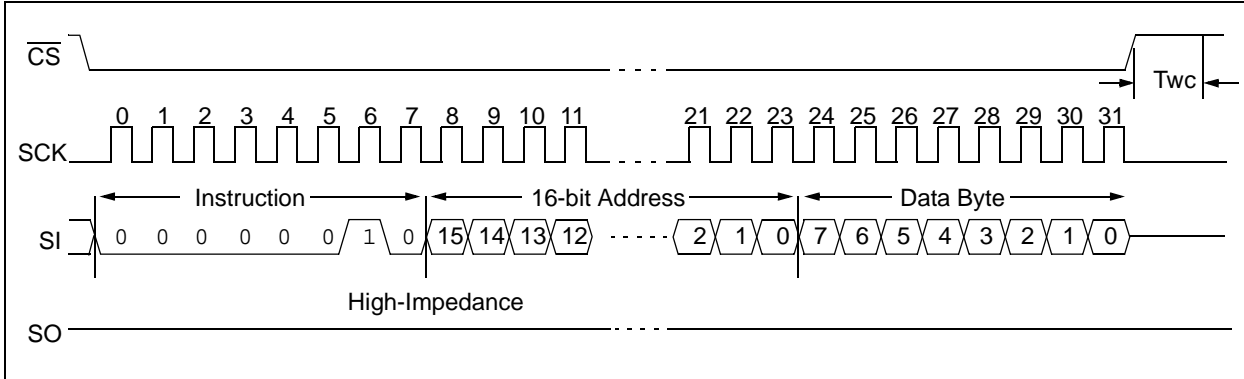 CS
Twc
0 1 2 3 4 5 6 7 8 9 10 11 21 22 23 24 25 26 27 28 29 30 31
SCK
Instruction 16-bit Address Data Byte
SI 0 0 0 0 0 0 1 0 15 14 13 12 2 1 0 7 6 5 4 3 2 1 0
High-Impedance
SO